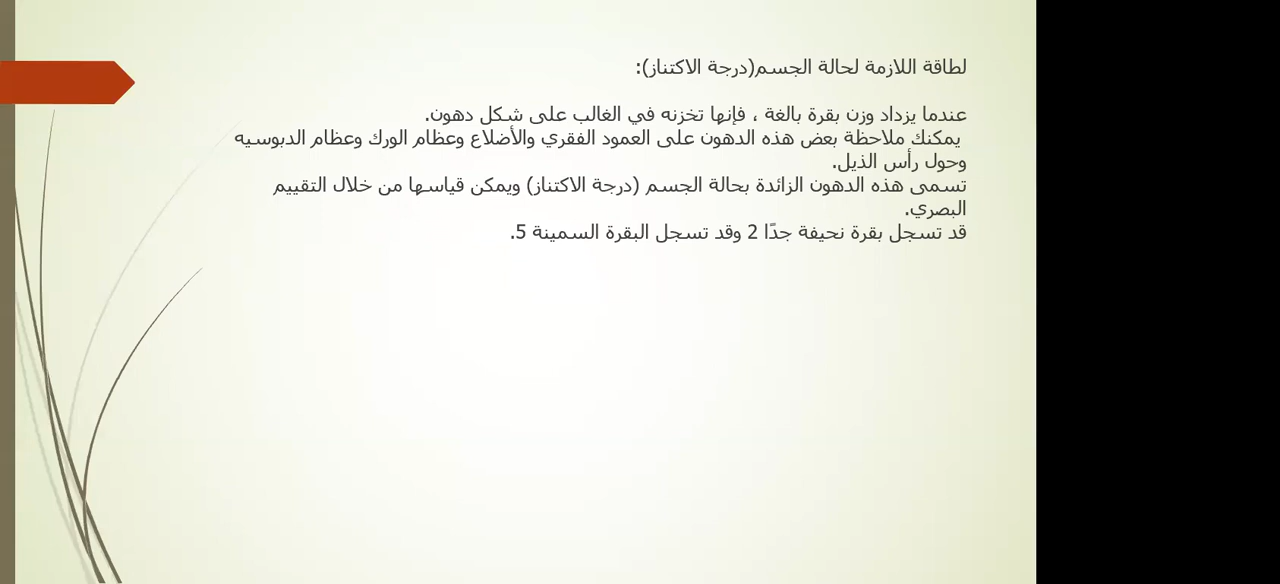 لطاقة اللازمة لحالة الجسم(درجة الاكتناز):
عندما يزداد وزن بقرة بالغة ، فإنها تخزنه في الغالب على شكل دهون.
يمكنك ملاحظة بعض هذه الدهون على العمود الفقري والأضلاع وعظام الورك وعظام الدبوسيه
وحول رأس الذيل.
تسمى هذه الدهون الزائدة بحالة الجسم (درجة الاكتناز) ويمكن قياسها من خلال التقييم
البصري.
قد تسجل بقرة نحيفة جدًا 2 وقد تسجل البقرة السمينة 5.